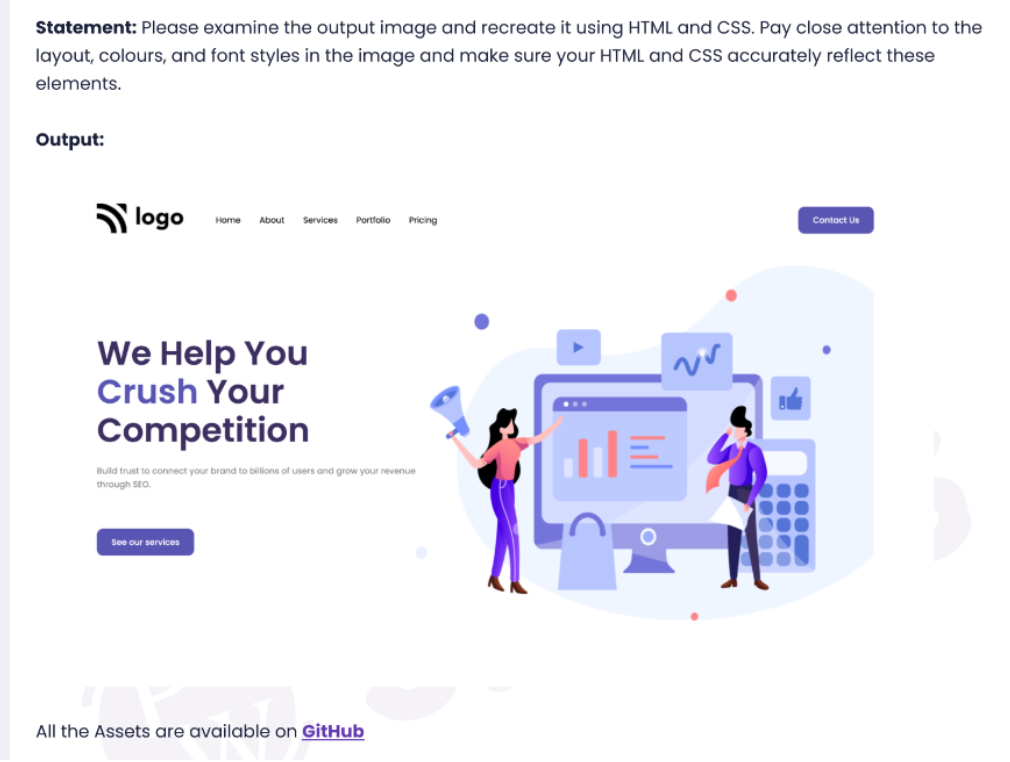 Statement: Please examine the output image and recreate it using HTML and CSS. Pay close attention to the
layout, colours, and font styles in the image and make sure your HTML and CSS accurately reflect these
elements.
Output:
logo Home About Services Portfolio Pricing Contact Us
We Help You
Crush Your
Competition
Build trust to connect your brand to billions of users and grow your revenue
through SEO.
See our services
All the Assets are available on GitHub